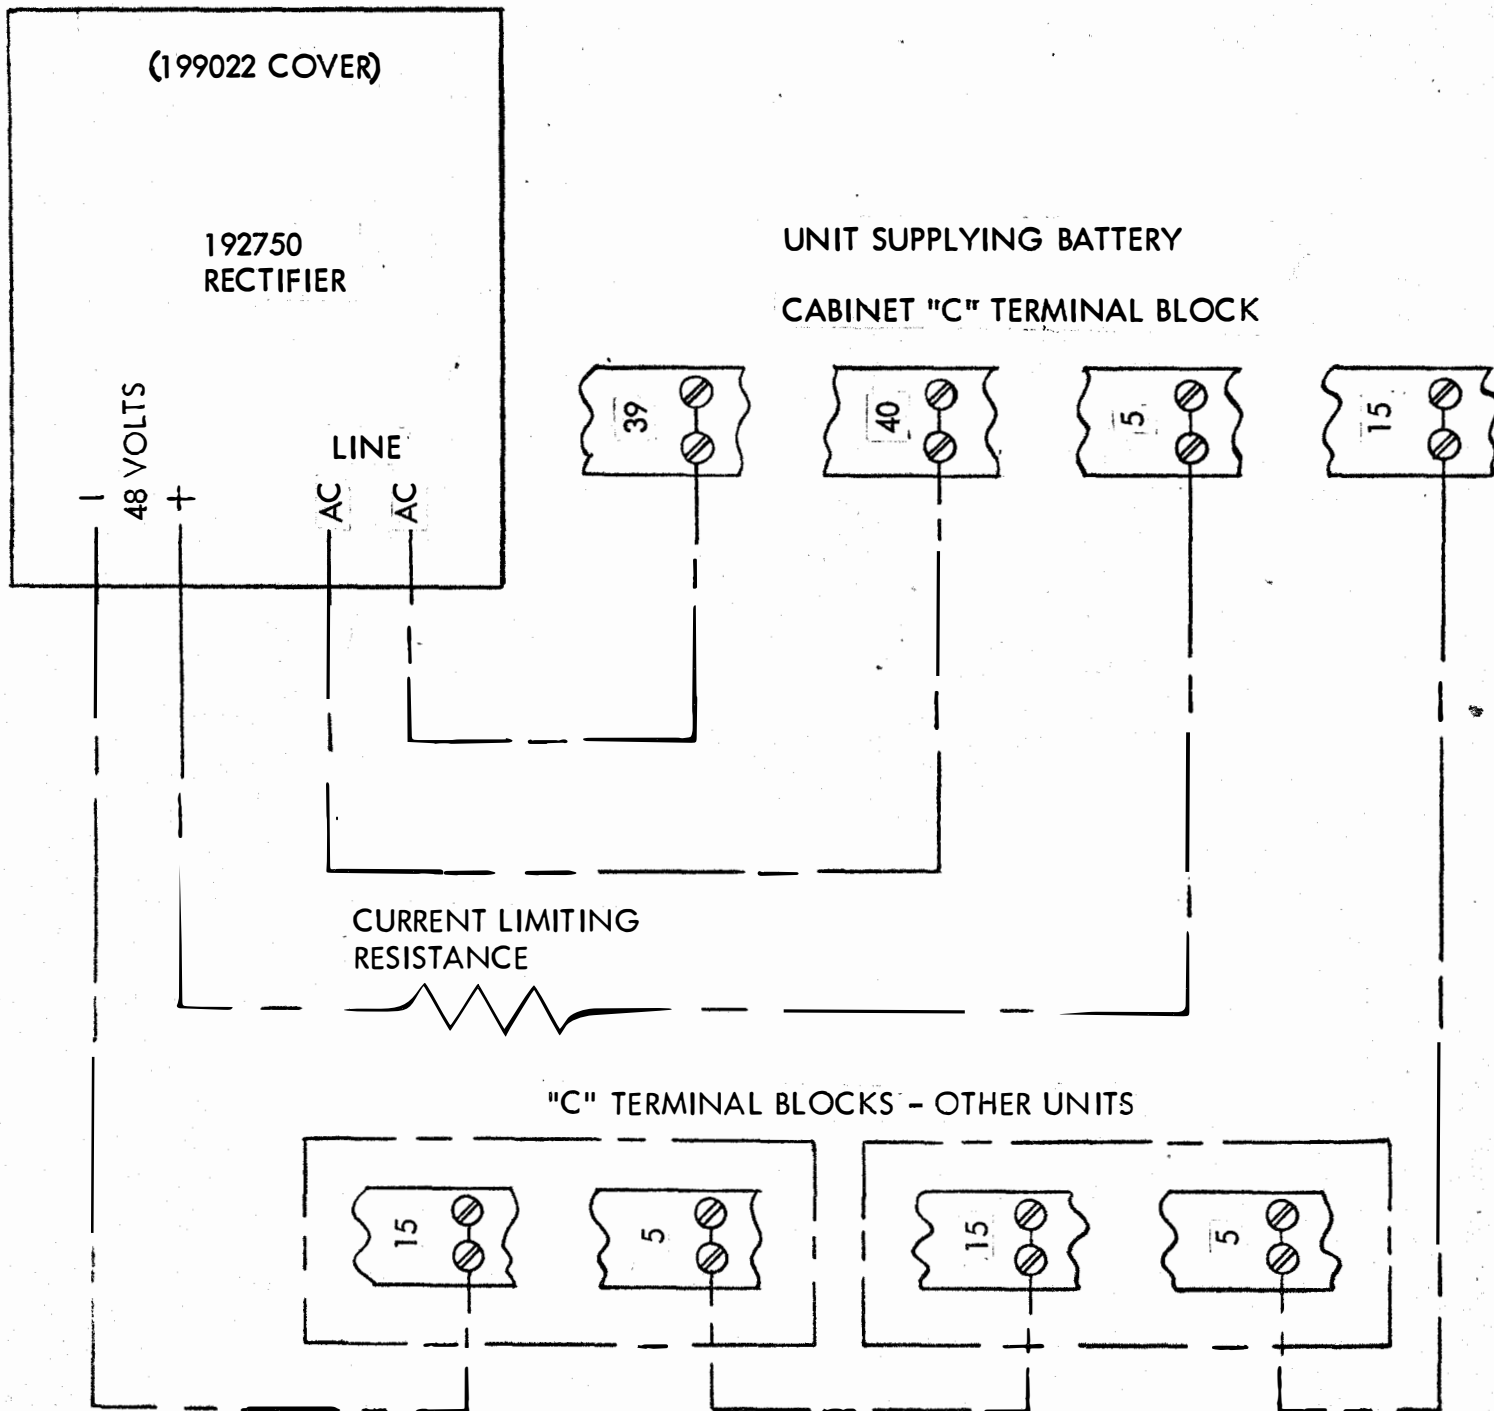 (199022 COVER)
192750
RECTIFIER
UNIT SUPPLYING BATTERY
CABINET "C" TERMINAL BLOCK
39
40
5
15
48 VOLTS
LINE
-
+
AC
AC
CURRENT LIMITING
RESISTANCE
"C" TERMINAL BLOCKS - OTHER UNITS
15
5
15
5